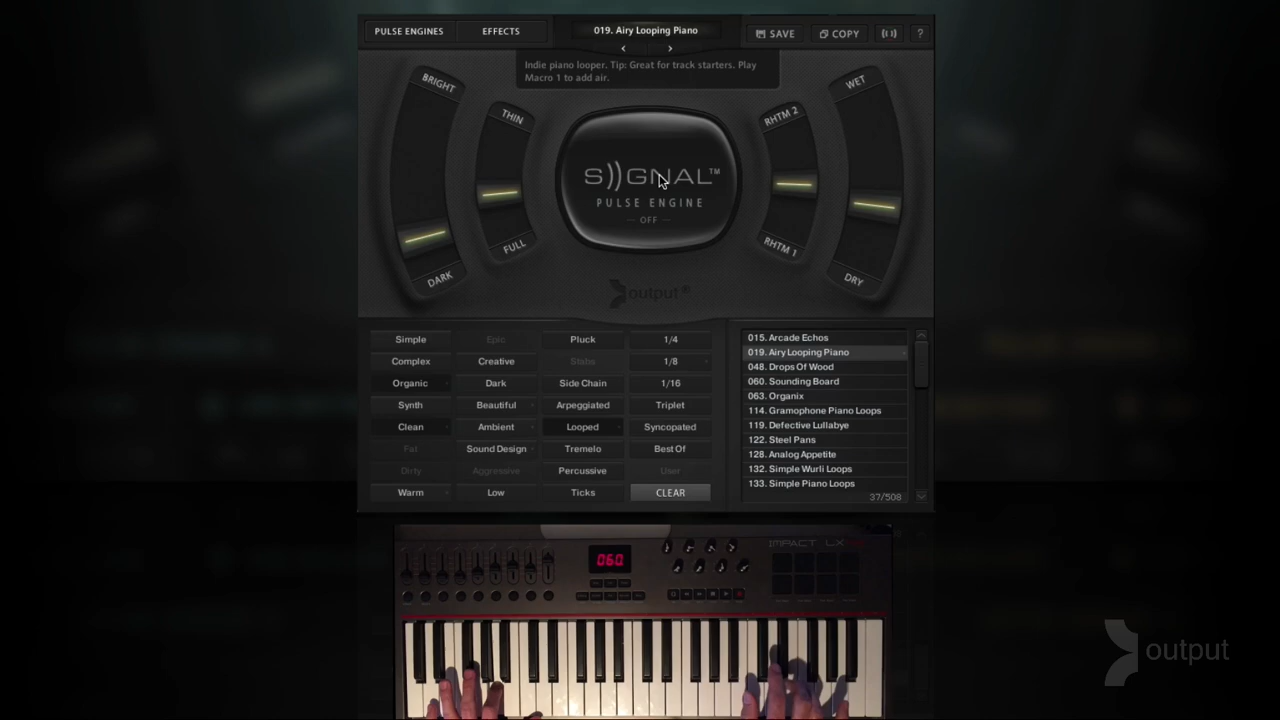 PULSE ENGINES
EFFECTS
019. Airy Looping Piano
SAVE
COPY
?
Indie piano looper. Tip: Great for track starters. Play
Macro 1 to add air.
BRIGHT
DARK
THIN
FULL
S))GNAL™
PULSE ENGINE
— OFF —
RHTM 2
RHTM 1
WET
DRY
output®
Simple
Epic
Pluck
1/4
Complex
Creative
Stabs
1/8
Organic
Dark
Side Chain
1/16
Synth
Beautiful
Arpeggiated
Triplet
Clean
Ambient
Looped
Syncopated
Fat
Sound Design
Tremelo
Best Of
Dirty
Aggressive
Percussive
User
Warm
Low
Ticks
CLEAR
015. Arcade Echos
019. Airy Looping Piano
048. Drops Of Wood
060. Sounding Board
063. Organix
114. Gramophone Piano Loops
119. Defective Lullabye
122. Steel Pans
128. Analog Appetite
132. Simple Wurli Loops
133. Simple Piano Loops
37/508
060
IMPACT LX
output